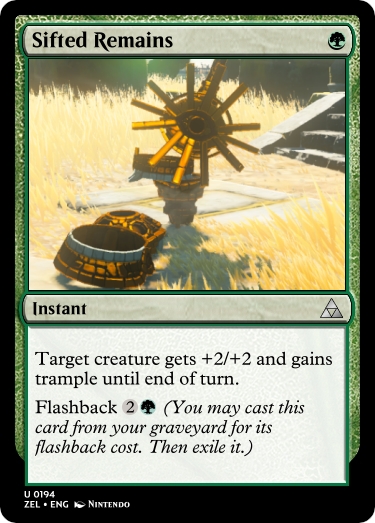 Sifted Remains
Instant
Target creature gets +2/+2 and gains
trample until end of turn.
Flashback 2 (You may cast this
card from your graveyard for its
flashback cost. Then exile it.)
U 0194
ZEL • ENG Nintendo